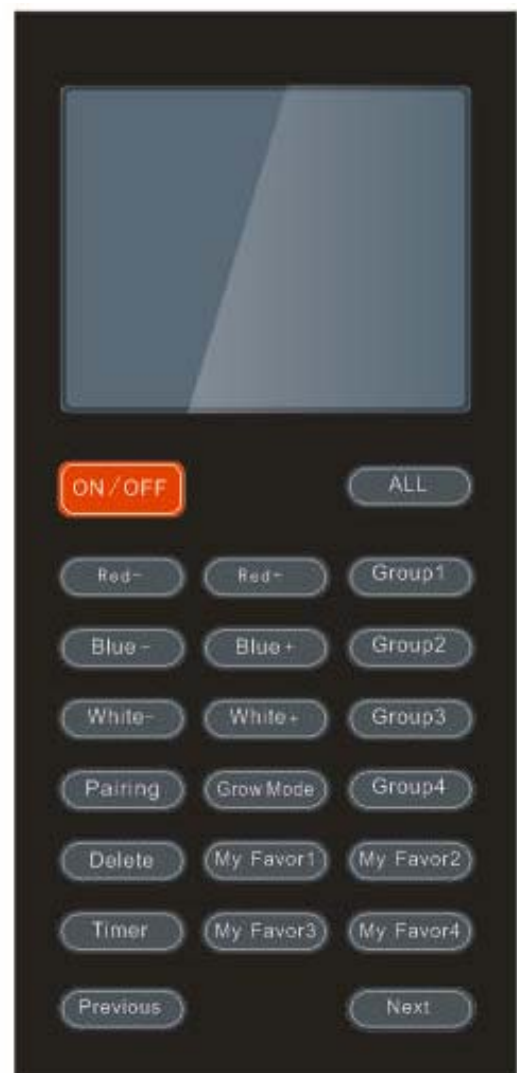 ON/OFF ALL
Red- Red- Group1
Blue- Blue+ Group2
White- White+ Group3
Pairing Grow Mode Group4
Delete My Favor1 My Favor2
Timer My Favor3 My Favor4
Previous Next